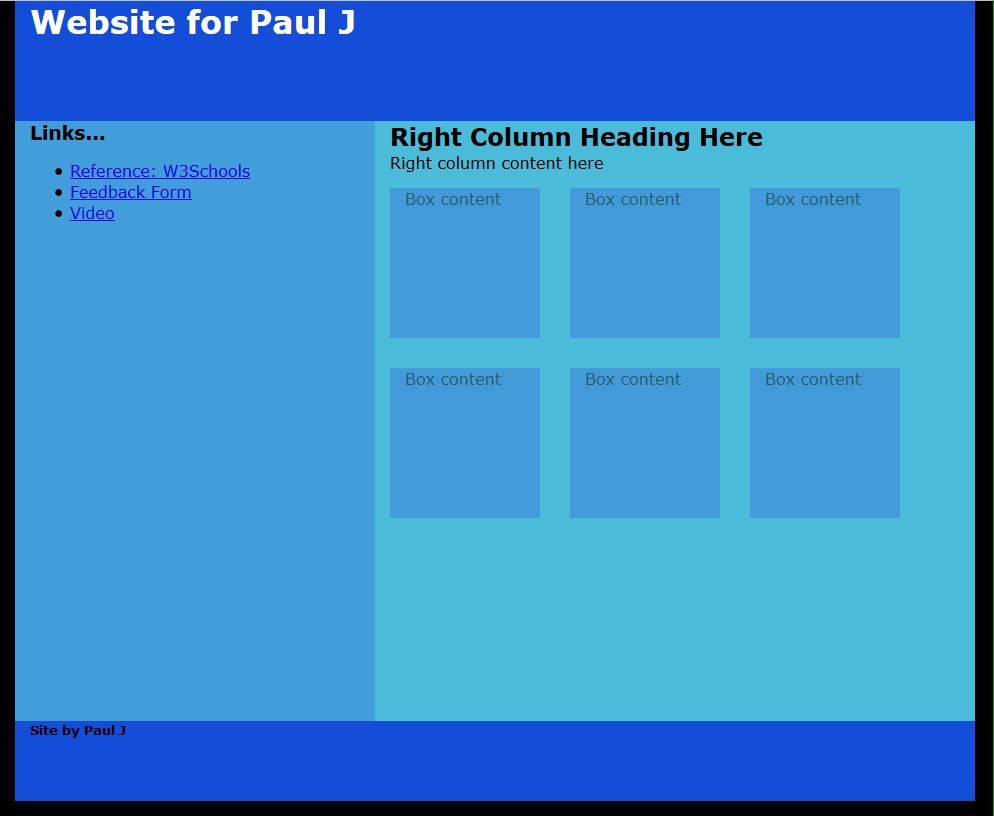 Website for Paul J
Links...
Reference: W3Schools
Feedback Form
Video
Right Column Heading Here
Right column content here
Box content Box content Box content
Box content Box content Box content
Site by Paul J